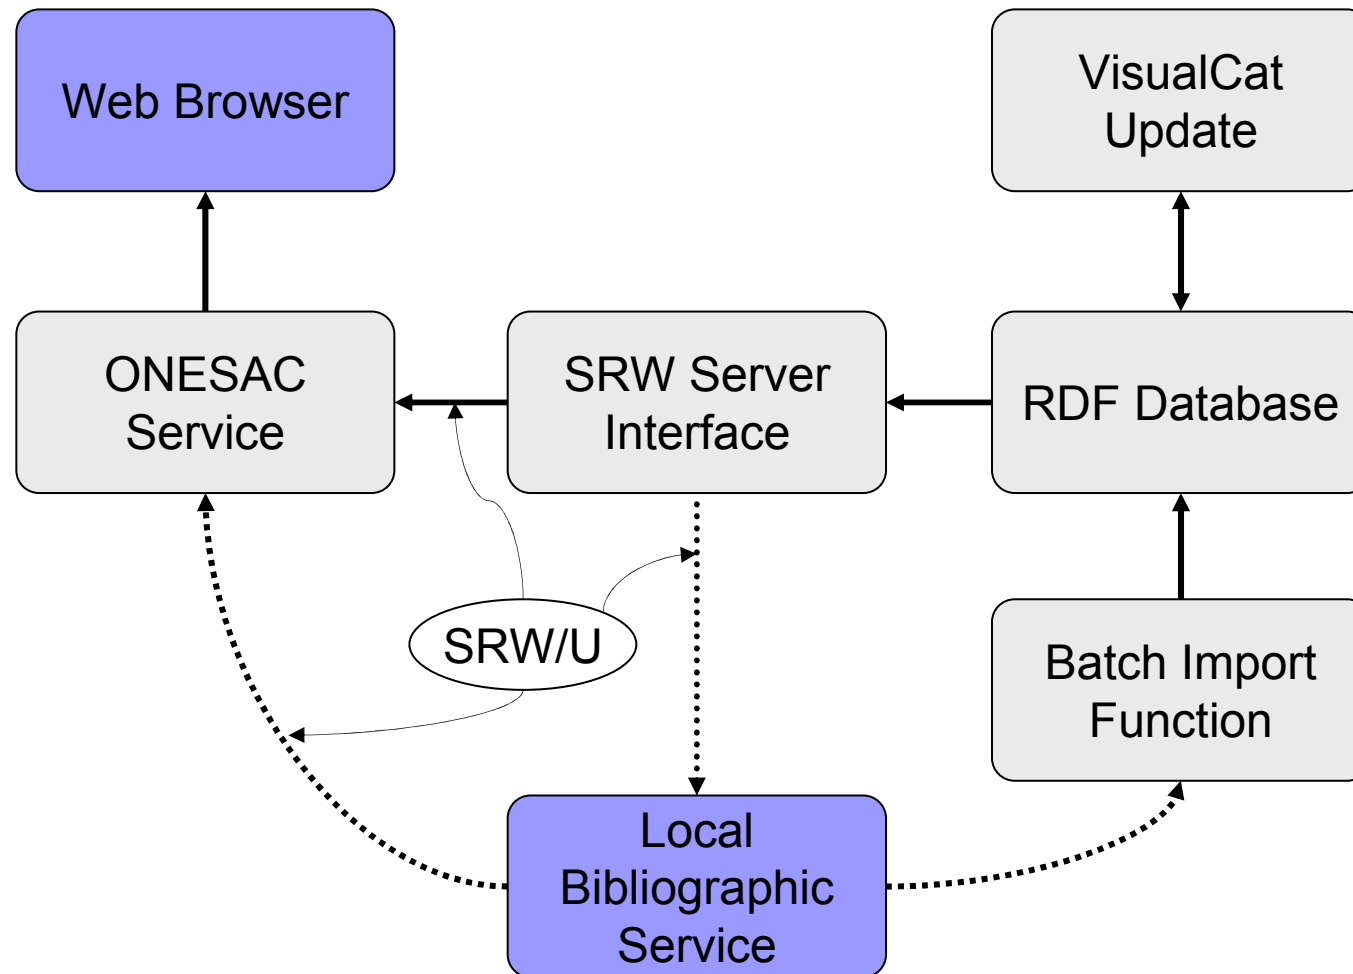 Web Browser
VisualCat
Update
ONESAC
Service
SRW Server
Interface
RDF Database
SRW/U
Batch Import
Function
Local
Bibliographic
Service